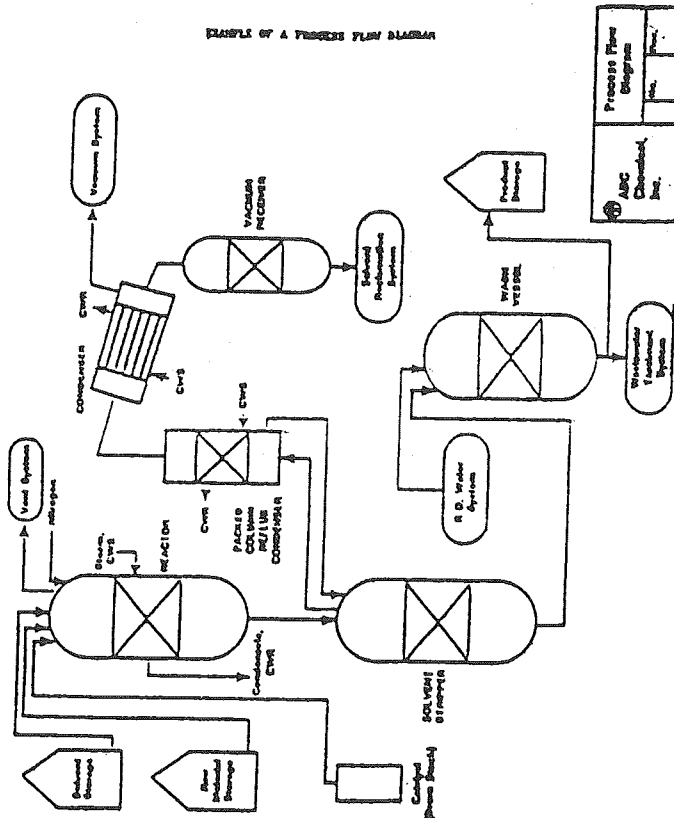 EXAMPLE OF A PROCESS FLOW DIAGRAM
Vacuum System
CWR
CONDENSER
CWS
VACUUM
RECEIVER
Solvent
Reclamation
System
Vent System
Nitrogen
Steam,
CWS
REACTOR
Condensate,
CWR
CWS
CWR
PACKED
COLUMN
REFLUX
CONDENSER
SOLVENT
STRIPPER
Solvent
Storage
Raw
Material
Storage
Catalyst
WASH
VESSEL
Water
System
Wastewater
Treatment
System
Product
Storage
ABC
Chemical,
Inc.
Process Flow
Diagram